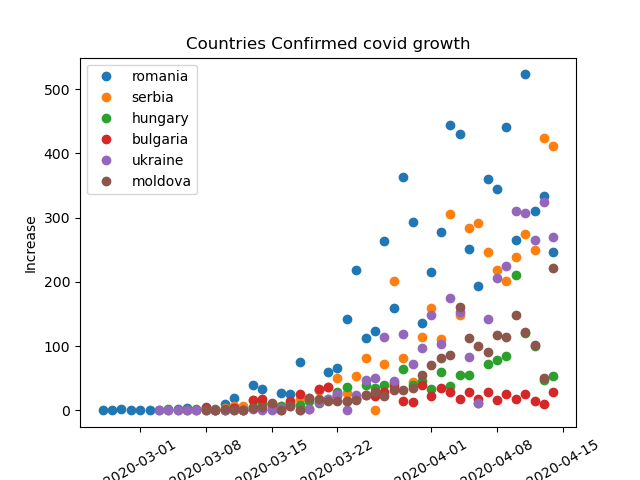 Countries Confirmed covid growth
romania
serbia
hungary
bulgaria
ukraine
moldova
Increase
500
400
300
200
100
0
2020-03-01
2020-03-08
2020-03-15
2020-03-22
2020-04-01
2020-04-08
2020-04-15